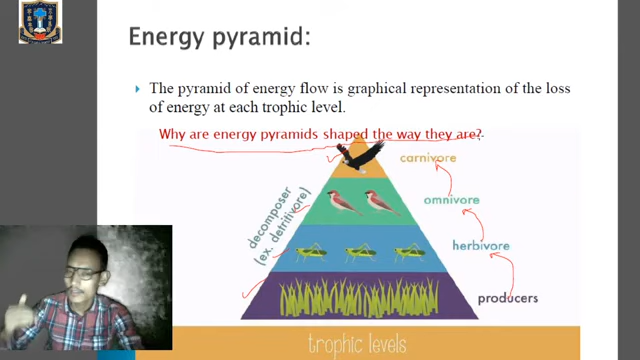 Energy pyramid:
The pyramid of energy flow is graphical representation of the loss
of energy at each trophic level.
Why are energy pyramids shaped the way they are?
carnivore
omnivore
decomposer
(ex. detritivore)
herbivore
producers
trophic levels